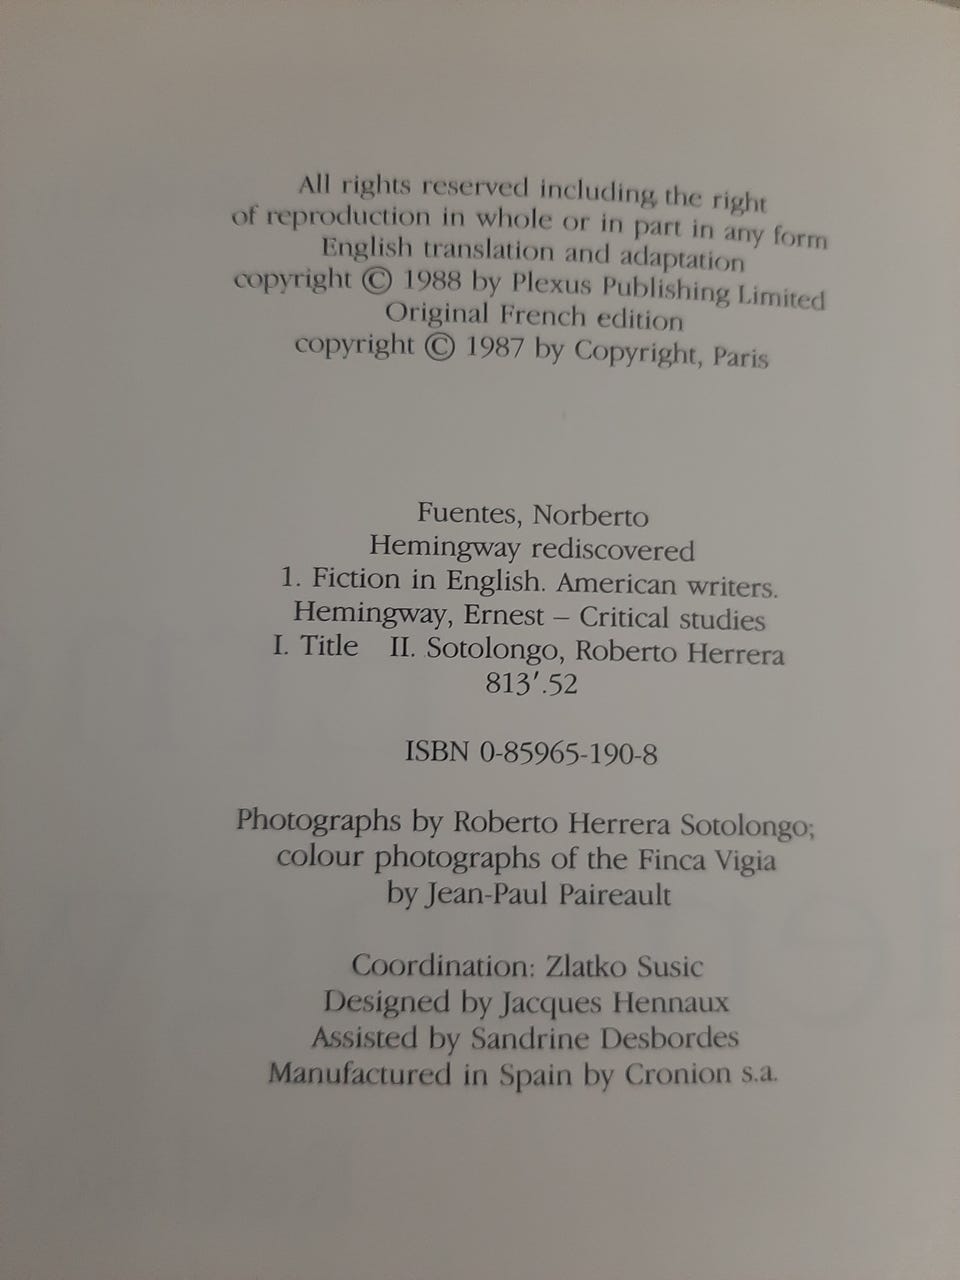 All rights reserved including the right
of reproduction in whole or in part in any form
English translation and adaptation
copyright © 1988 by Plexus Publishing Limited
Original French edition
copyright © 1987 by Copyright, Paris
Fuentes, Norberto
Hemingway rediscovered
1. Fiction in English. American writers.
Hemingway, Ernest – Critical studies
I. Title II. Sotolongo, Roberto Herrera
813′.52
ISBN 0-85965-190-8
Photographs by Roberto Herrera Sotolongo;
colour photographs of the Finca Vigia
by Jean-Paul Paireault
Coordination: Zlatko Susic
Designed by Jacques Hennaux
Assisted by Sandrine Desbordes
Manufactured in Spain by Cronion s.a.